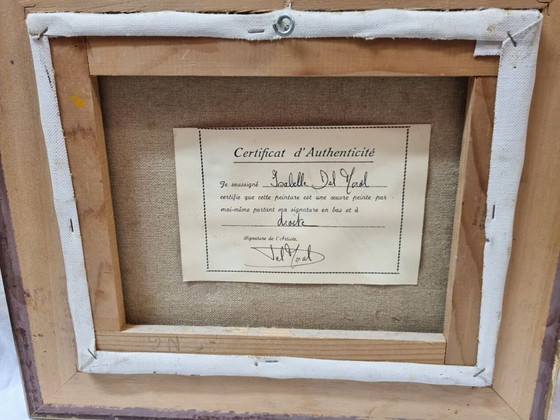 Certificat d'Authenticité
Je soussigné Isabelle Del Moral
certifie que cette peinture est une œuvre peinte par
moi-même portant ma signature en bas et à
droite
signature de l'Artiste,
Del Moral